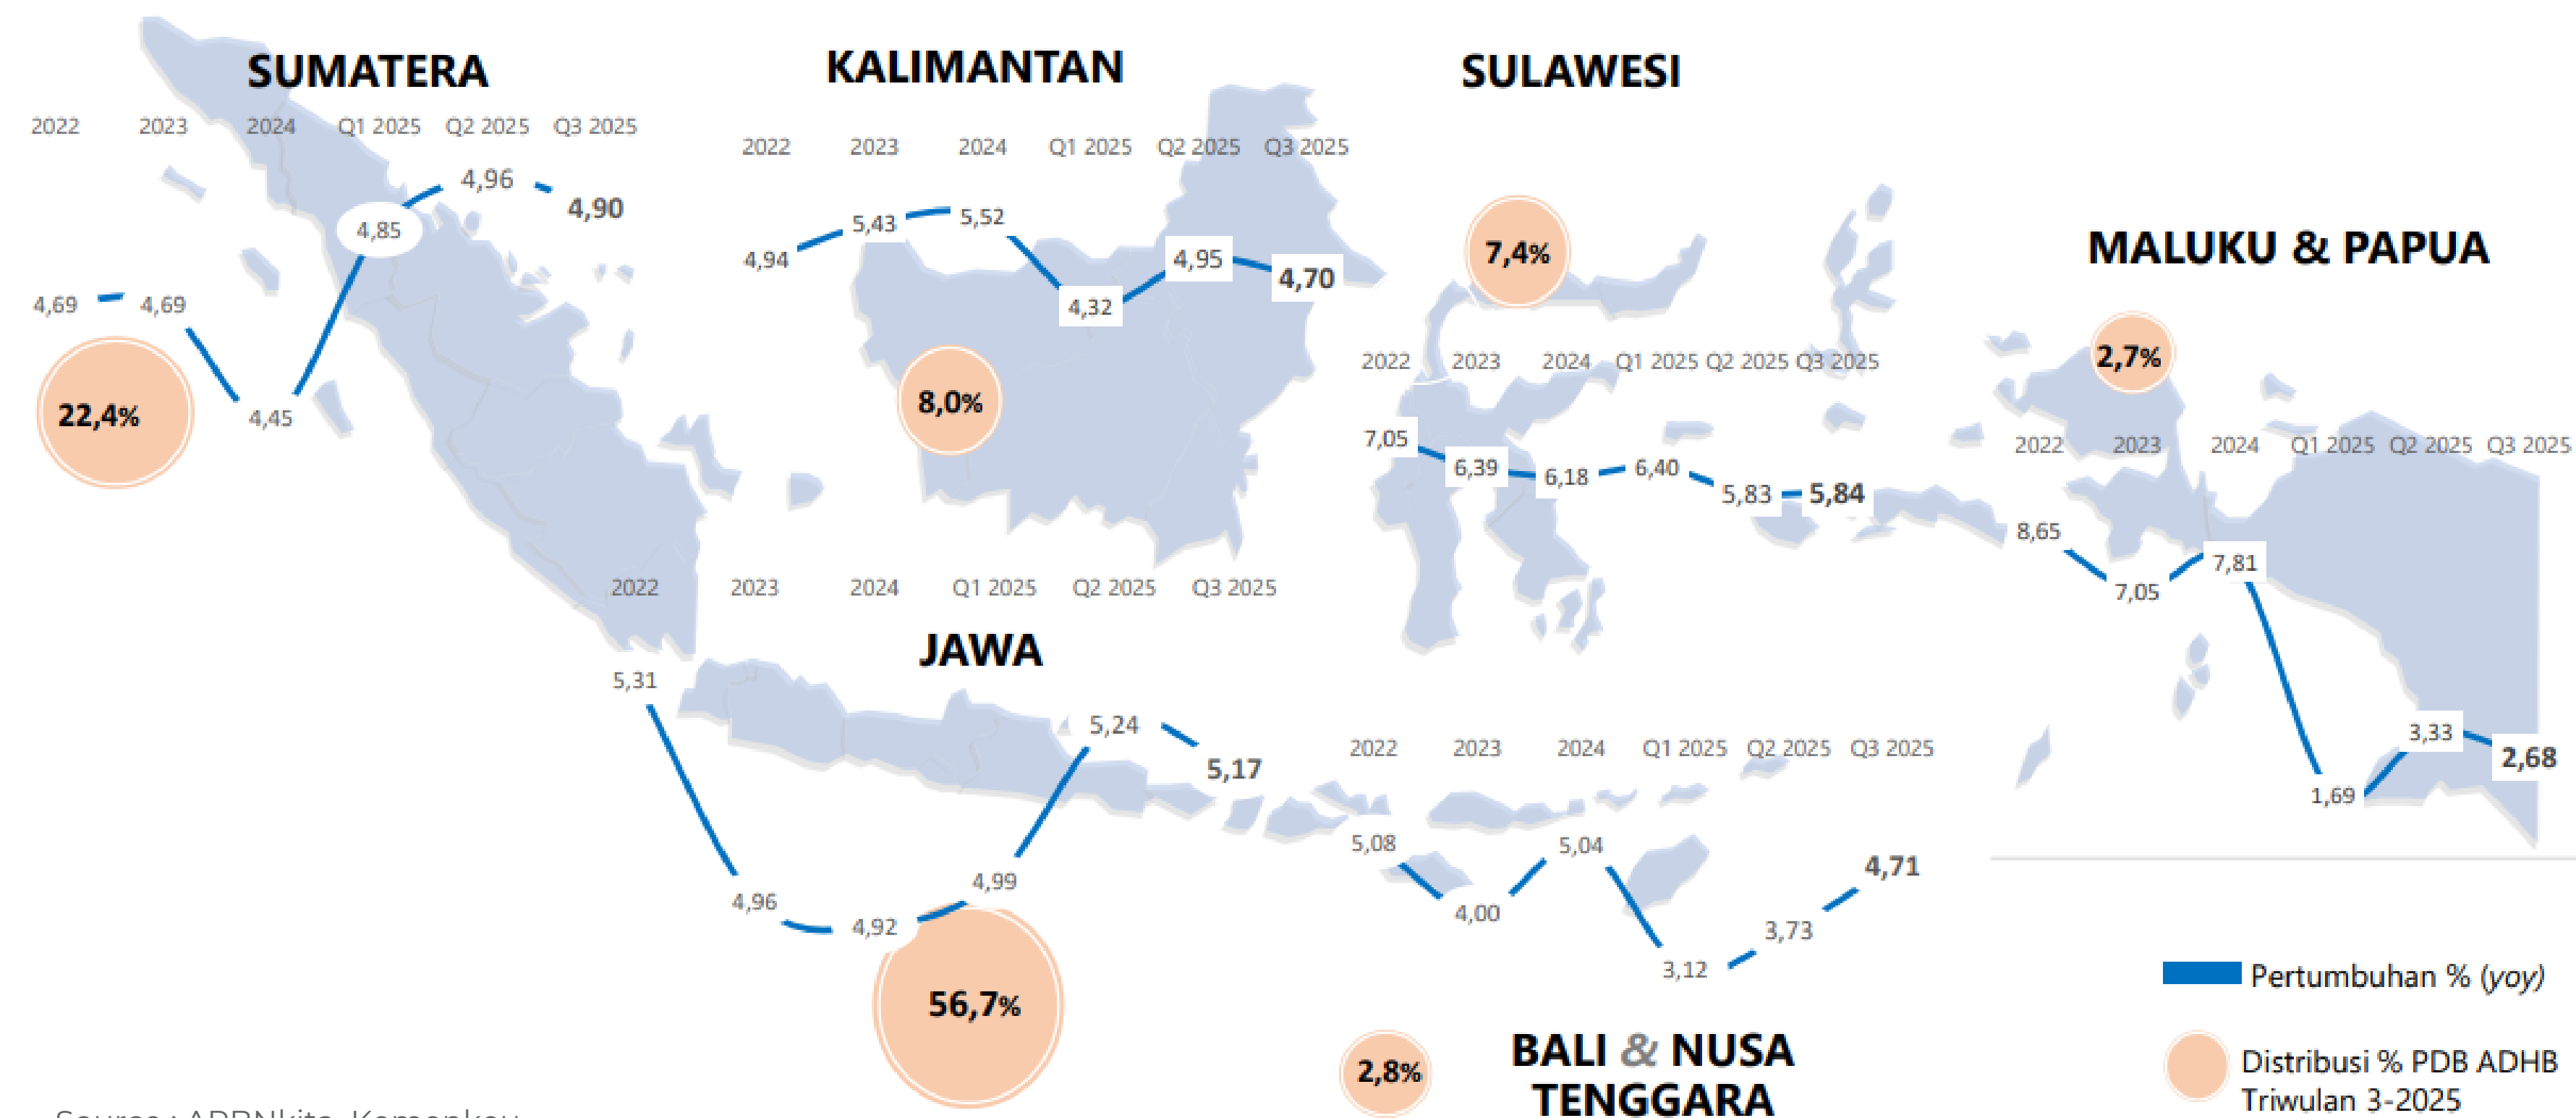 SUMATERA
2022 2023 2024 Q1 2025 Q2 2025 Q3 2025
4,69 4,69 4,45 4,85 4,96 4,90
22,4%
KALIMANTAN
2022 2023 2024 Q1 2025 Q2 2025 Q3 2025
4,94 5,43 5,52 4,32 4,95 4,70
8,0%
SULAWESI
7,4%
2022 2023 2024 Q1 2025 Q2 2025 Q3 2025
7,05 6,39 6,18 6,40 5,83 5,84
MALUKU & PAPUA
2,7%
2022 2023 2024 Q1 2025 Q2 2025 Q3 2025
8,65 7,05 7,81 1,69 3,33 2,68
2022 2023 2024 Q1 2025 Q2 2025 Q3 2025
JAWA
5,31 4,96 4,92 4,99 5,24 5,17
56,7%
2022 2023 2024 Q1 2025 Q2 2025 Q3 2025
5,08 4,00 5,04 3,12 3,73 4,71
2,8%
BALI & NUSA
TENGGARA
Pertumbuhan % (yoy)
Distribusi % PDB ADHB
Triwulan 3-2025
Source : APBNkita, Kemenkeu